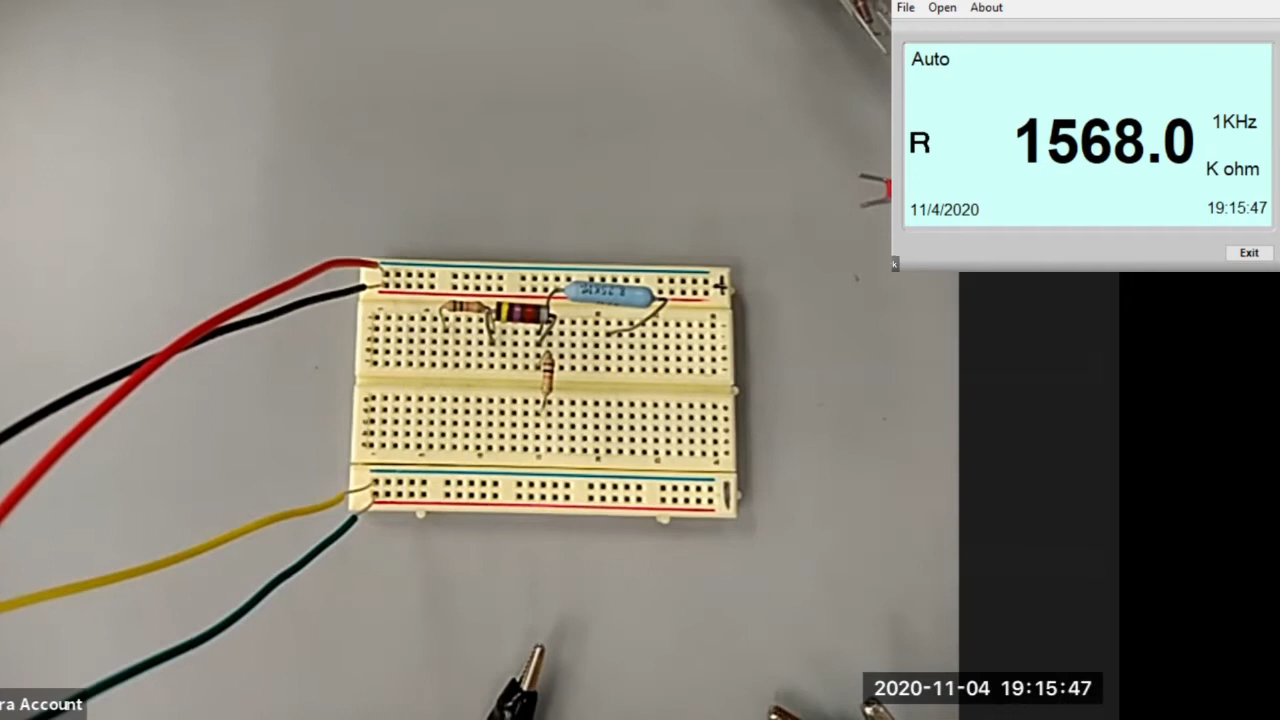 File Open About
Auto
R
1568.0
1KHz
K ohm
11/4/2020
19:15:47
Exit
k
+
ra Account
2020-11-04 19:15:47